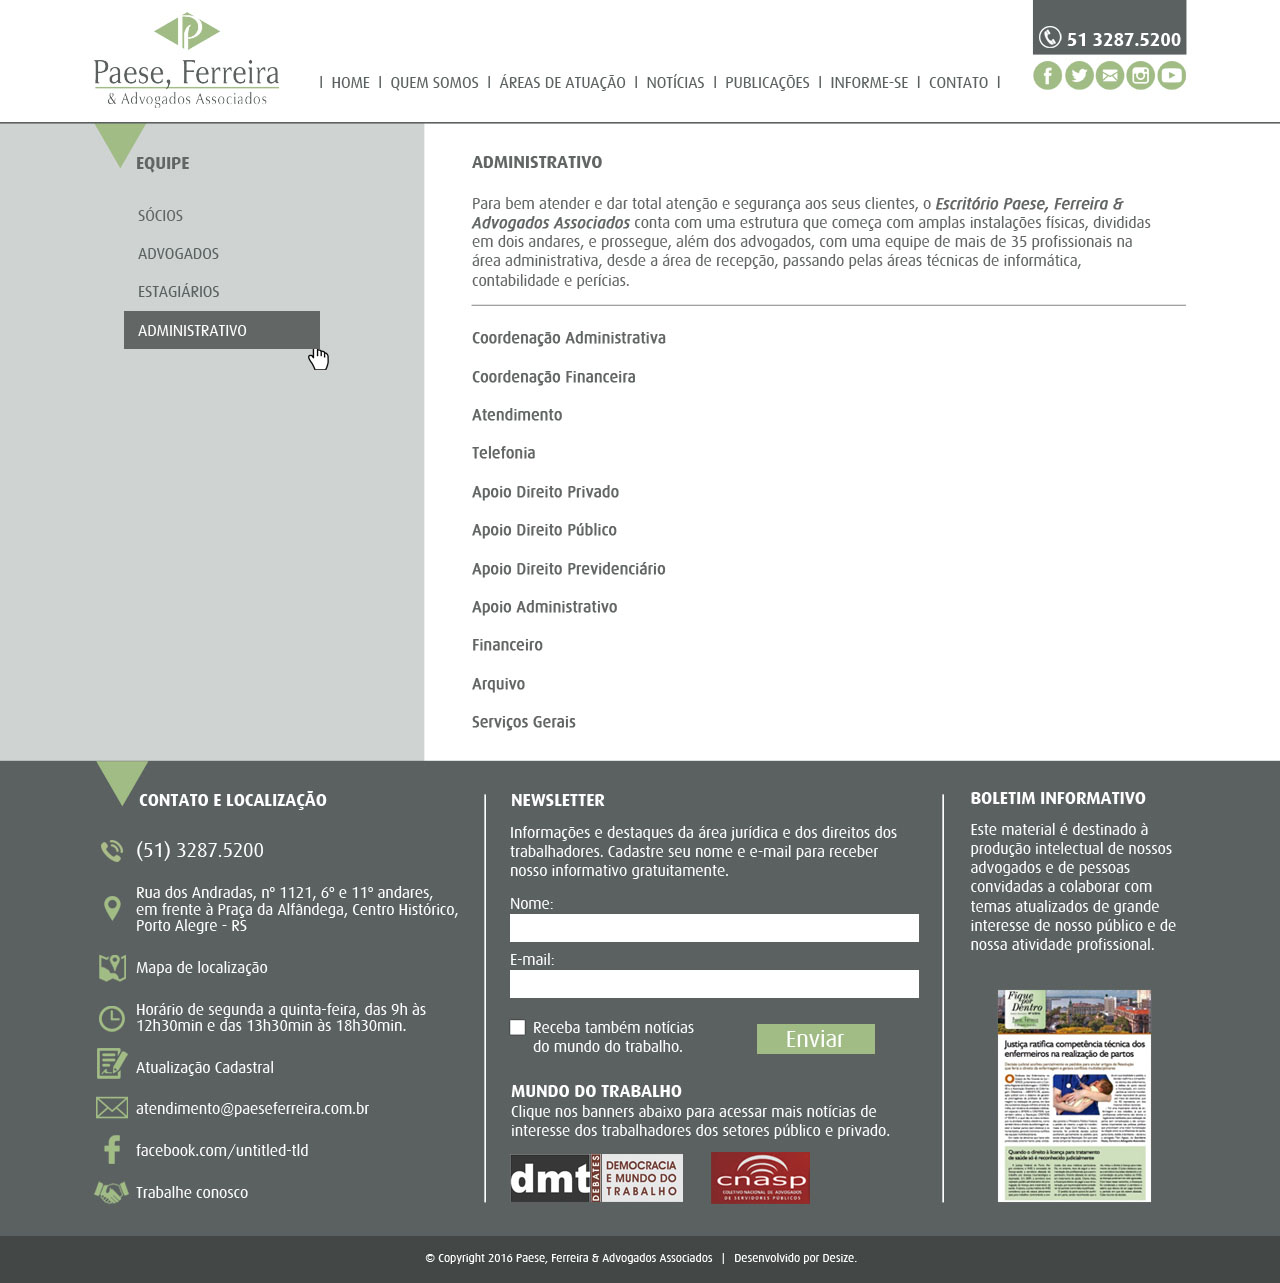 Paese, Ferreira
& Advogados Associados
| HOME | QUEM SOMOS | ÁREAS DE ATUAÇÃO | NOTÍCIAS | PUBLICAÇÕES | INFORME-SE | CONTATO |
51 3287.5200
EQUIPE
SÓCIOS
ADVOGADOS
ESTAGIÁRIOS
ADMINISTRATIVO
ADMINISTRATIVO
Para bem atender e dar total atenção e segurança aos seus clientes, o Escritório Paese, Ferreira &
Advogados Associados conta com uma estrutura que começa com amplas instalações físicas, divididas
em dois andares, e prossegue, além dos advogados, com uma equipe de mais de 35 profissionais na
área administrativa, desde a área de recepção, passando pelas áreas técnicas de informática,
contabilidade e perícias.
Coordenação Administrativa
Coordenação Financeira
Atendimento
Telefonia
Apoio Direito Privado
Apoio Direito Público
Apoio Direito Previdenciário
Apoio Administrativo
Financeiro
Arquivo
Serviços Gerais
CONTATO E LOCALIZAÇÃO
(51) 3287.5200
Rua dos Andradas, nº 1121, 6º e 11º andares,
em frente à Praça da Alfândega, Centro Histórico,
Porto Alegre - RS
Mapa de localização
Horário de segunda a quinta-feira, das 9h às
12h30min e das 13h30min às 18h30min.
Atualização Cadastral
atendimento@paeseferreira.com.br
facebook.com/untitled-tld
Trabalhe conosco
NEWSLETTER
Informações e destaques da área jurídica e dos direitos dos
trabalhadores. Cadastre seu nome e e-mail para receber
nosso informativo gratuitamente.
Nome:
E-mail:
Receba também notícias
do mundo do trabalho.
Enviar
MUNDO DO TRABALHO
Clique nos banners abaixo para acessar mais notícias de
interesse dos trabalhadores dos setores público e privado.
dmt DEBATES
DEMOCRACIA
E MUNDO DO
TRABALHO
cnasp
COLETIVO NACIONAL DE ADVOGADOS
DE SERVIDORES PÚBLICOS
BOLETIM INFORMATIVO
Este material é destinado à
produção intelectual de nossos
advogados e de pessoas
convidadas a colaborar com
temas atualizados de grande
interesse de nosso público e de
nossa atividade profissional.
Fique
por
Dentro
Justiça ratifica competência técnica dos
enfermeiros na realização de partos
Quando o direito à licença para tratamento
de saúde só é reconhecido judicialmente
© Copyright 2016 Paese, Ferreira & Advogados Associados | Desenvolvido por Desize.